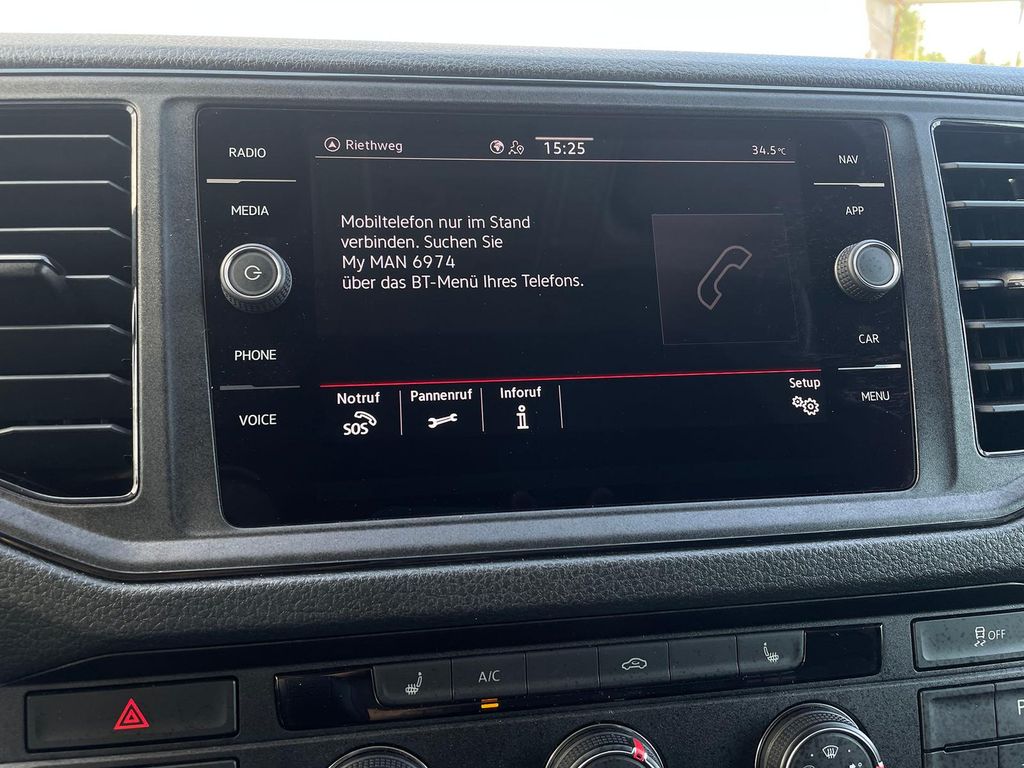 RADIO
MEDIA
PHONE
VOICE
Riethweg
15:25
34.5°C
Mobiltelefon nur im Stand
verbinden. Suchen Sie
My MAN 6974
über das BT-Menü Ihres Telefons.
Notruf
SOS
Pannenruf
Inforuf
Setup
NAV
APP
CAR
MENU
A/C
OFF